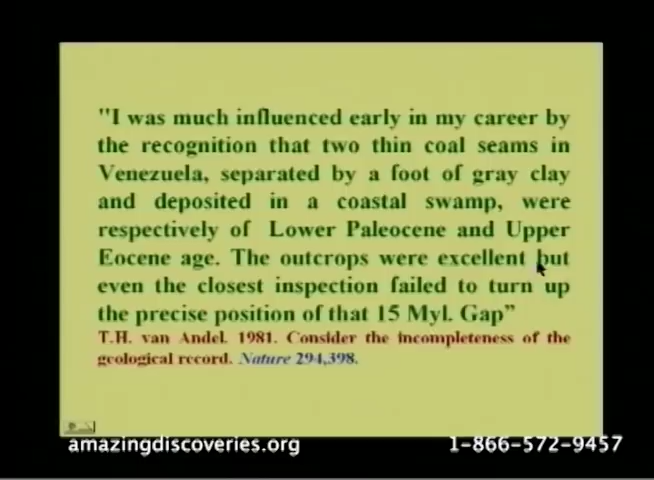 "I was much influenced early in my career by
the recognition that two thin coal seams in
Venezuela, separated by a foot of gray clay
and deposited in a coastal swamp, were
respectively of Lower Paleocene and Upper
Eocene age. The outcrops were excellent but
even the closest inspection failed to turn up
the precise position of that 15 Myl. Gap”
T.H. van Andel. 1981. Consider the incompleteness of the
geological record. Nature 294,398.
amazingdiscoveries.org 1-866-572-9457